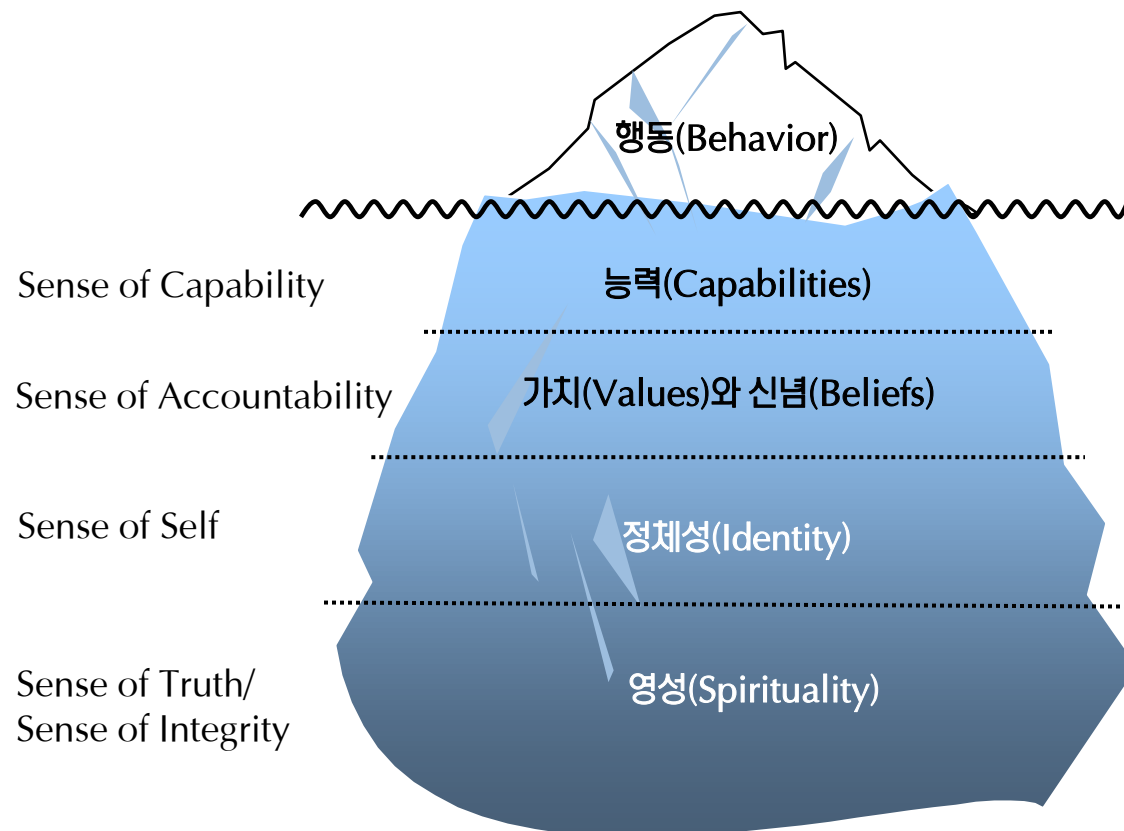 행동(Behavior)
Sense of Capability
능력(Capabilities)
Sense of Accountability
가치(Values)와 신념(Beliefs)
Sense of Self
정체성(Identity)
Sense of Truth/
Sense of Integrity
영성(Spirituality)